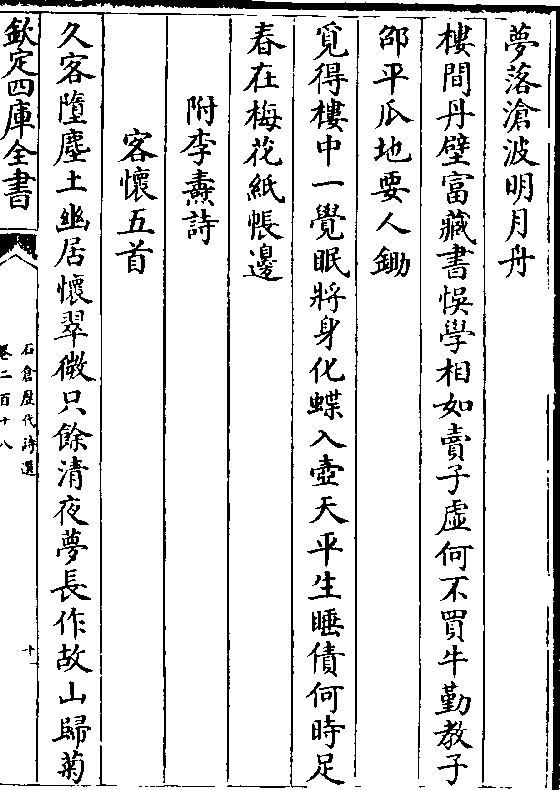 夢落滄波明月舟
樓間丹壁富藏書悞學相如賣子虛何不買牛勤教子
邵平瓜地要人鋤
覓得樓中一覺眠將身化蝶入壺天平生睡債何時足
春在梅花紙帳邊
附李燾詩
客懷五首
久客墮塵土幽居懷翠微只餘清夜夢長作故山歸菊
欽定四庫全書
石倉歷代詩選
卷二百十八
十一